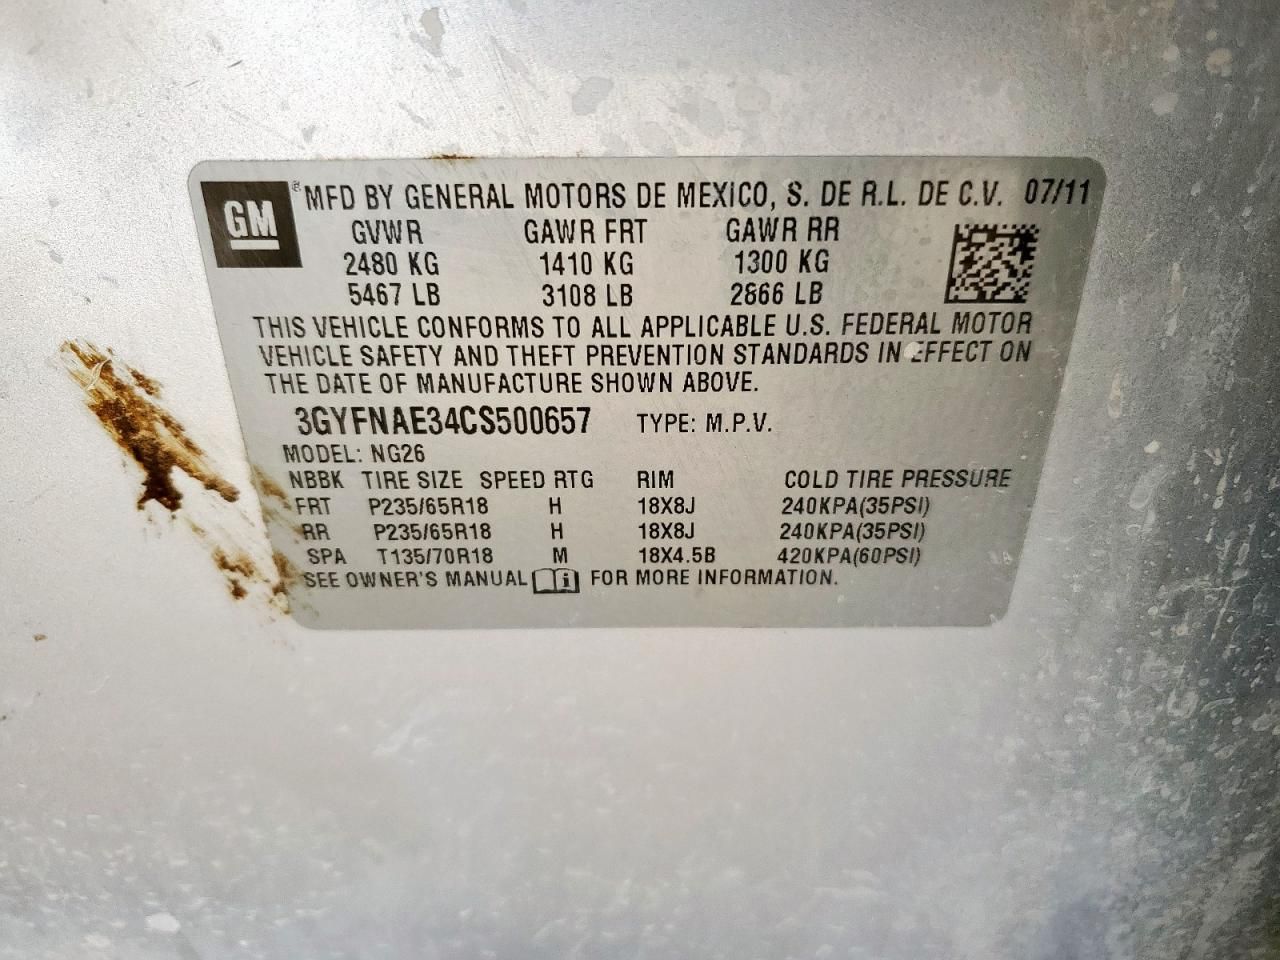 GM ® MFD BY GENERAL MOTORS DE MEXICO, S. DE R.L. DE C.V. 07/11
GVWR GAWR FRT GAWR RR
2480 KG 1410 KG 1300 KG
5467 LB 3108 LB 2866 LB
THIS VEHICLE CONFORMS TO ALL APPLICABLE U.S. FEDERAL MOTOR
VEHICLE SAFETY AND THEFT PREVENTION STANDARDS IN EFFECT ON
THE DATE OF MANUFACTURE SHOWN ABOVE.
3GYFNAE34CS500657 TYPE: M.P.V.
MODEL: NG26
NBBK TIRE SIZE SPEED RTG RIM COLD TIRE PRESSURE
FRT P235/65R18 H 18X8J 240KPA(35PSI)
RR P235/65R18 H 18X8J 240KPA(35PSI)
SPA T135/70R18 M 18X4.5B 420KPA(60PSI)
SEE OWNER'S MANUAL i FOR MORE INFORMATION.